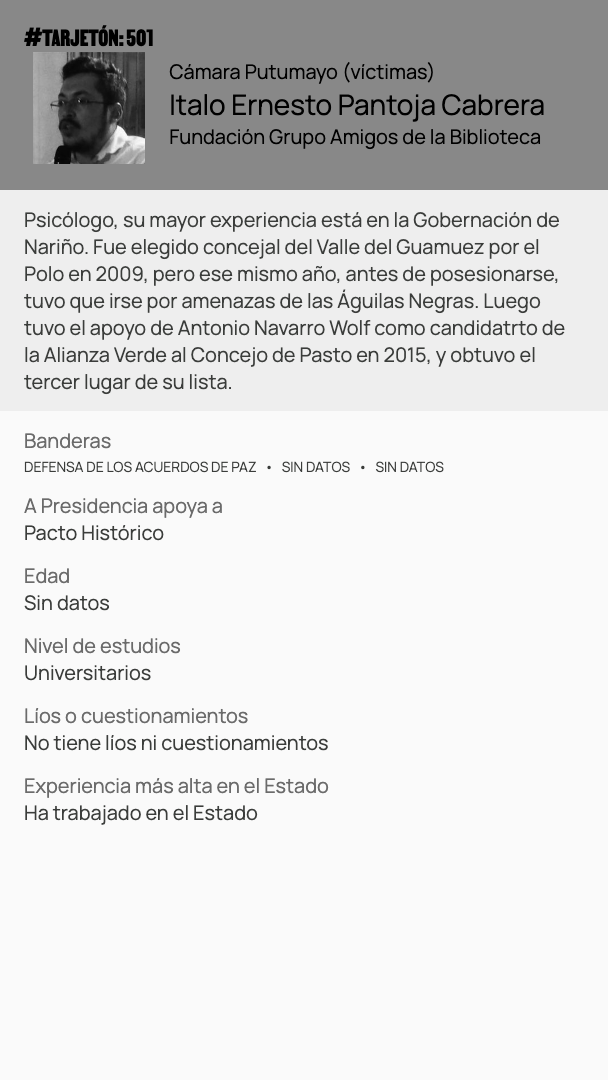 #TARJETÓN: 501
Cámara Putumayo (víctimas)
Italo Ernesto Pantoja Cabrera
Fundación Grupo Amigos de la Biblioteca
Psicólogo, su mayor experiencia está en la Gobernación de
Nariño. Fue elegido concejal del Valle del Guamuez por el
Polo en 2009, pero ese mismo año, antes de posesionarse,
tuvo que irse por amenazas de las Águilas Negras. Luego
tuvo el apoyo de Antonio Navarro Wolf como candidatrto de
la Alianza Verde al Concejo de Pasto en 2015, y obtuvo el
tercer lugar de su lista.
Banderas
DEFENSA DE LOS ACUERDOS DE PAZ • SIN DATOS • SIN DATOS
A Presidencia apoya a
Pacto Histórico
Edad
Sin datos
Nivel de estudios
Universitarios
Líos o cuestionamientos
No tiene líos ni cuestionamientos
Experiencia más alta en el Estado
Ha trabajado en el Estado